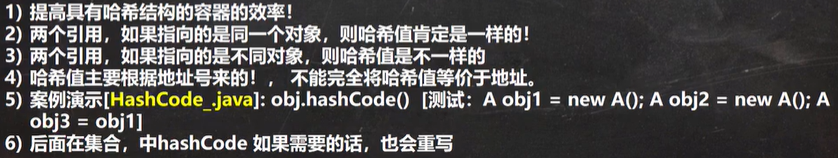 1) 提高具有哈希结构的容器的效率!
2) 两个引用，如果指向的是同一个对象，则哈希值肯定是一样的!
3) 两个引用，如果指向的是不同对象，则哈希值是不一样的
4) 哈希值主要根据地址号来的!， 不能完全将哈希值等价于地址。
5) 案例演示[HashCode_.java]: obj.hashCode() [测试：A obj1 = new A(); A obj2 = new A(); A
obj3 = obj1]
6) 后面在集合，中hashCode 如果需要的话，也会重写